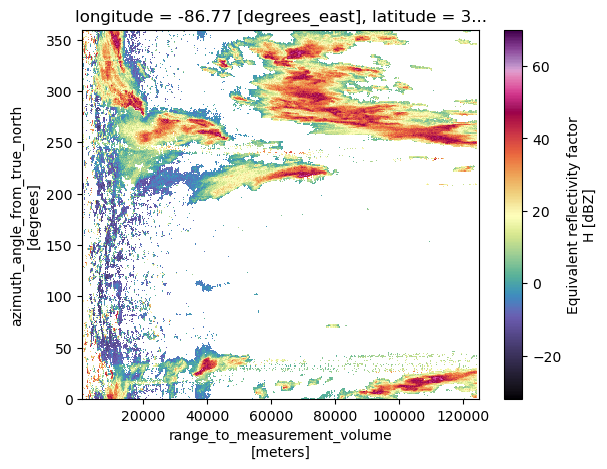 longitude = -86.77 [degrees_east], latitude = 3...
350
300
250
200
150
100
50
0
azimuth_angle_from_true_north
[degrees]
20000 40000 60000 80000 100000 120000
range_to_measurement_volume
[meters]
60
40
20
0
−20
Equivalent reflectivity factor
H [dBZ]